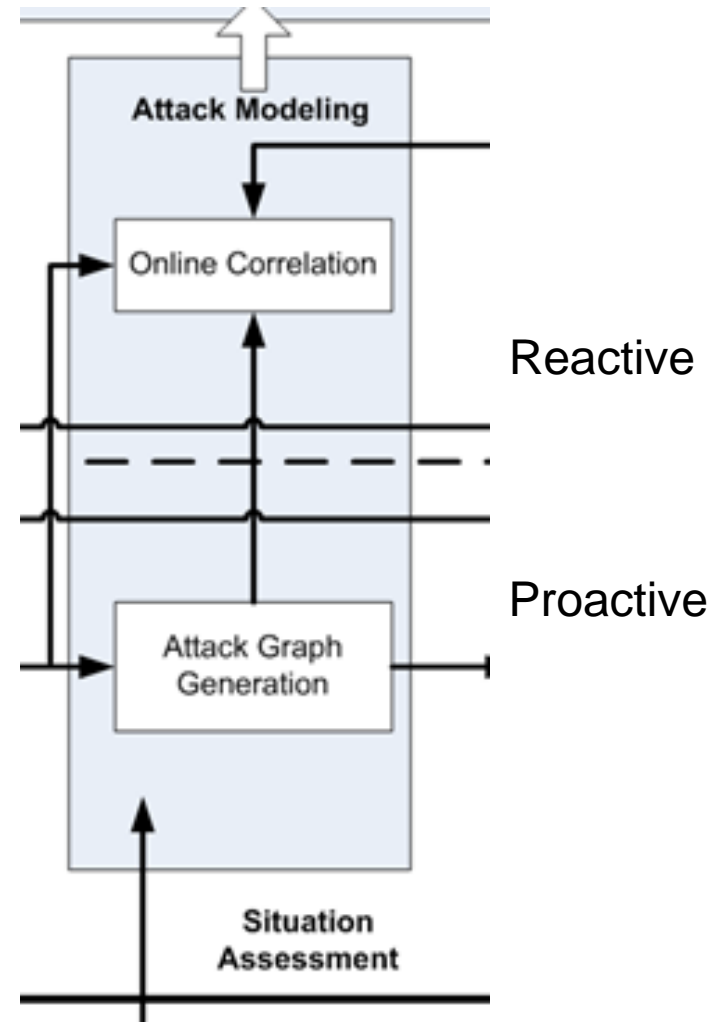 Attack Modeling
Online Correlation
Reactive
Proactive
Attack Graph
Generation
Situation
Assessment